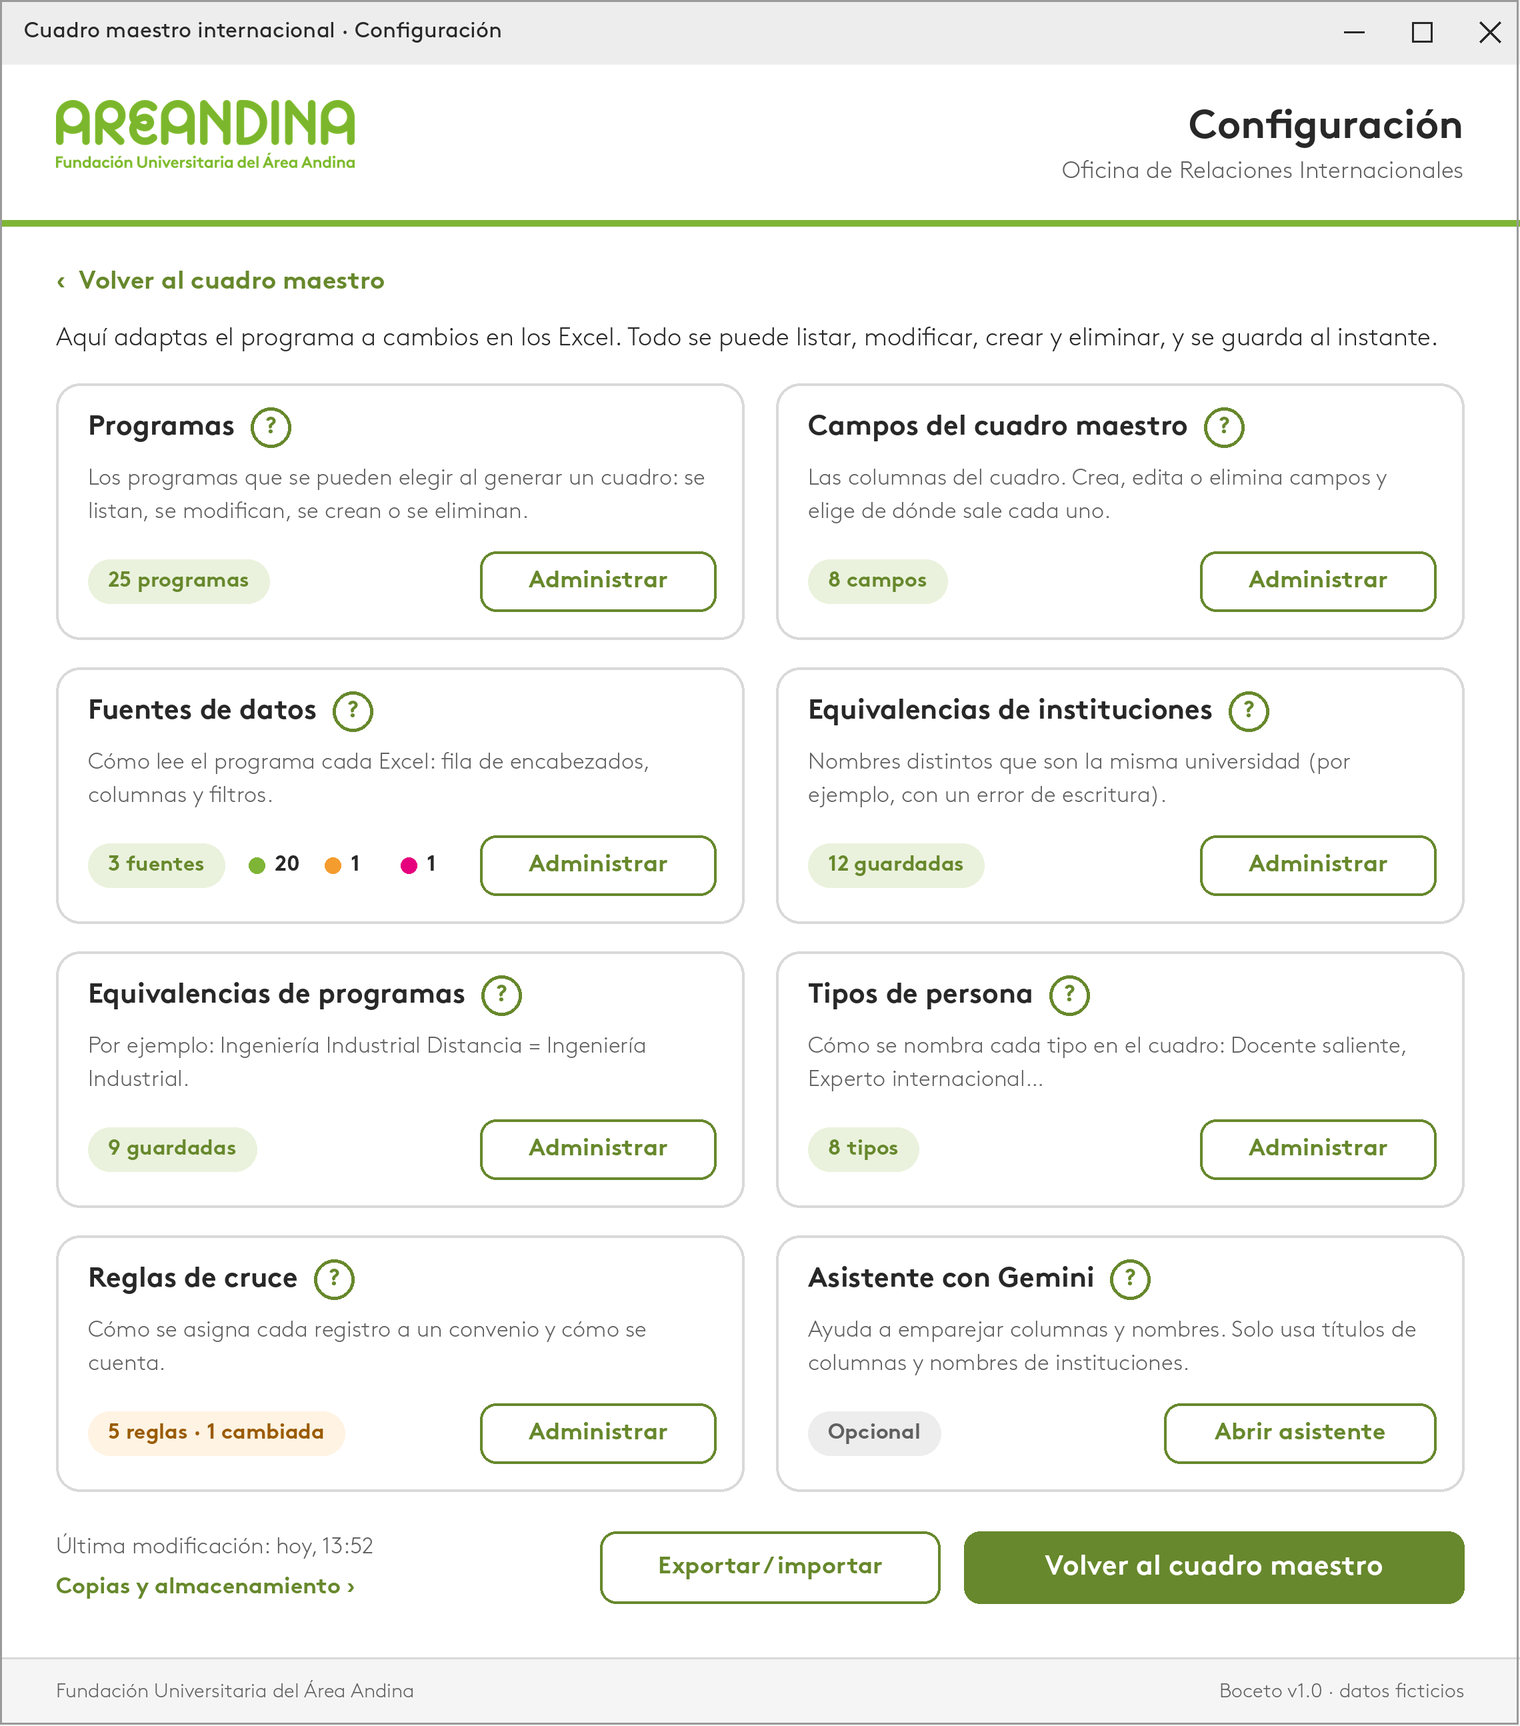 Cuadro maestro internacional · Configuración
AREANDINA
Fundación Universitaria del Área Andina
Configuración
Oficina de Relaciones Internacionales
‹ Volver al cuadro maestro
Aquí adaptas el programa a cambios en los Excel. Todo se puede listar, modificar, crear y eliminar, y se guarda al instante.
Programas ?
Los programas que se pueden elegir al generar un cuadro: se
listan, se modifican, se crean o se eliminan.
25 programas
Administrar
Campos del cuadro maestro ?
Las columnas del cuadro. Crea, edita o elimina campos y
elige de dónde sale cada uno.
8 campos
Administrar
Fuentes de datos ?
Cómo lee el programa cada Excel: fila de encabezados,
columnas y filtros.
3 fuentes 20 1 1
Administrar
Equivalencias de instituciones ?
Nombres distintos que son la misma universidad (por
ejemplo, con un error de escritura).
12 guardadas
Administrar
Equivalencias de programas ?
Por ejemplo: Ingeniería Industrial Distancia = Ingeniería
Industrial.
9 guardadas
Administrar
Tipos de persona ?
Cómo se nombra cada tipo en el cuadro: Docente saliente,
Experto internacional...
8 tipos
Administrar
Reglas de cruce ?
Cómo se asigna cada registro a un convenio y cómo se
cuenta.
5 reglas · 1 cambiada
Administrar
Asistente con Gemini ?
Ayuda a emparejar columnas y nombres. Solo usa títulos de
columnas y nombres de instituciones.
Opcional
Abrir asistente
Última modificación: hoy, 13:52
Copias y almacenamiento ›
Exportar / importar
Volver al cuadro maestro
Fundación Universitaria del Área Andina
Boceto v1.0 · datos ficticios